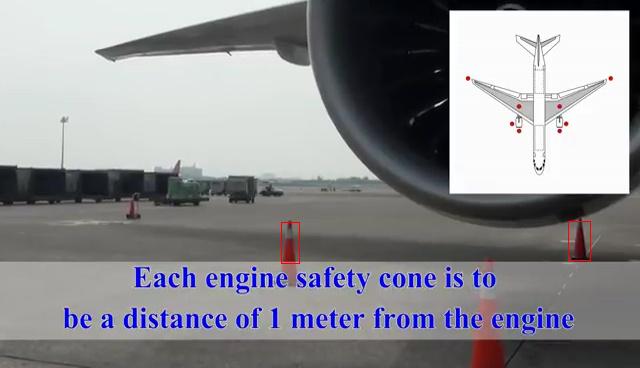 Each engine safety cone is to
be a distance of 1 meter from the engine